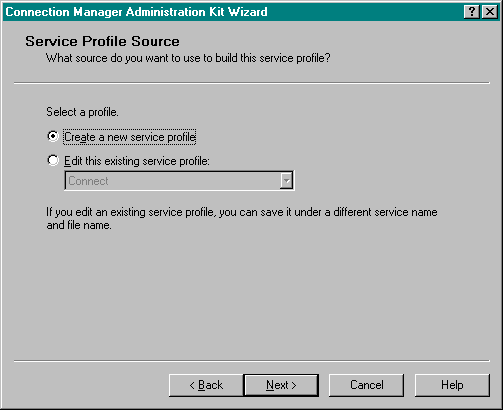 Connection Manager Administration Kit Wizard
Service Profile Source
What source do you want to use to build this service profile?
Select a profile.
Create a new service profile
Edit this existing service profile:
Connect
If you edit an existing service profile, you can save it under a different service name
and file name.
< Back Next > Cancel Help